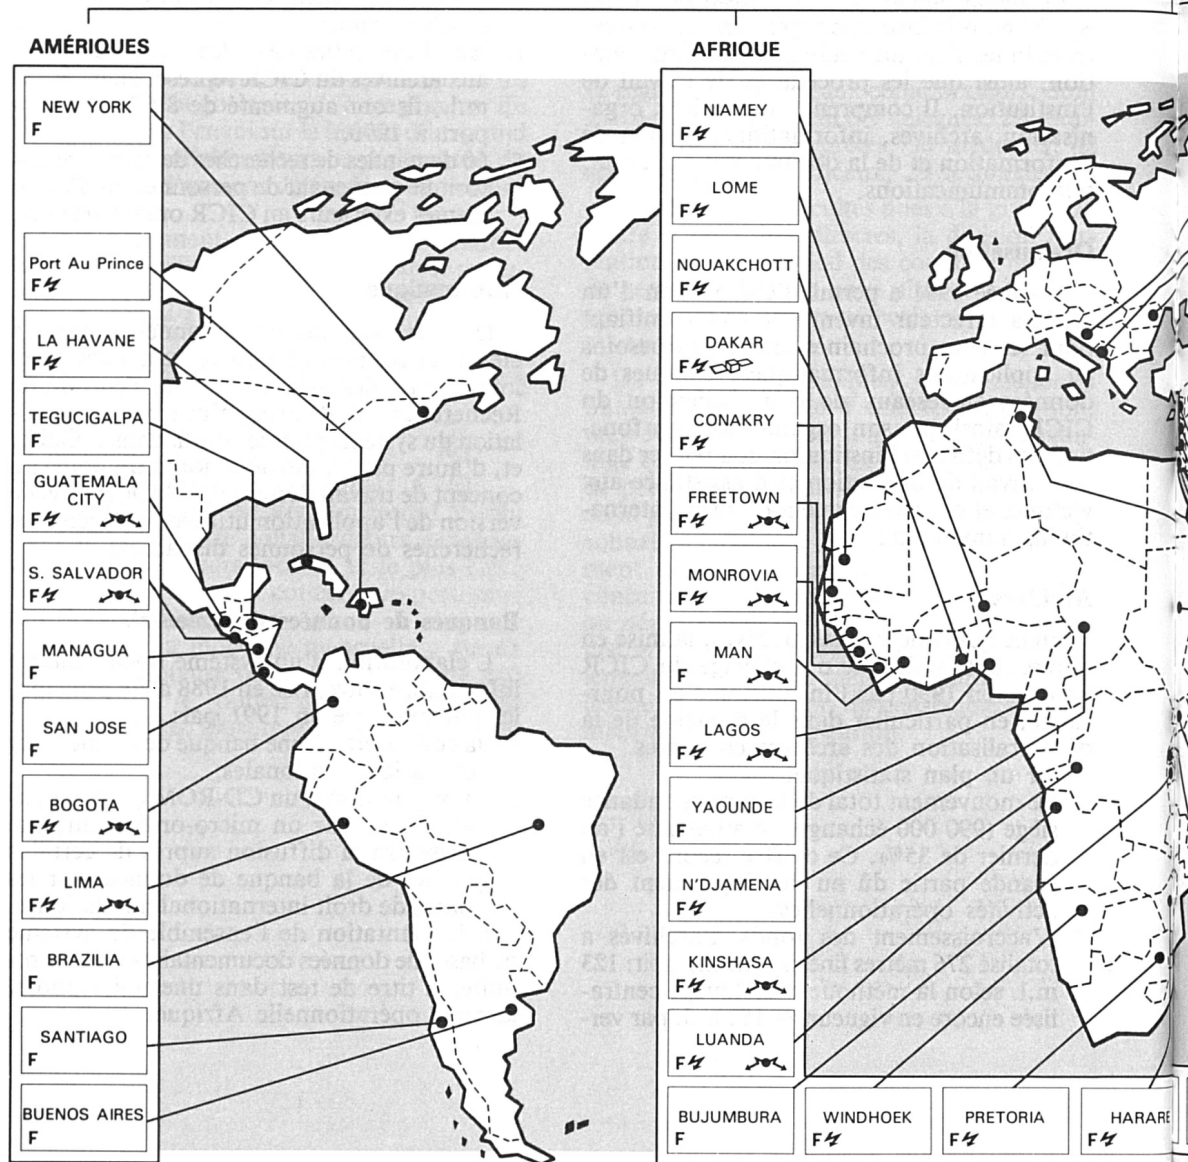 AMÉRIQUES
NEW YORK
F
Port Au Prince
F
LA HAVANE
F
TEGUCIGALPA
F
GUATEMALA
CITY
F
S. SALVADOR
F
MANAGUA
F
SAN JOSE
F
BOGOTA
F
LIMA
F
BRAZILIA
F
SANTIAGO
F
BUENOS AIRES
F
AFRIQUE
NIAMEY
F
LOME
F
NOUAKCHOTT
F
DAKAR
F
CONAKRY
F
FREETOWN
F
MONROVIA
F
MAN
F
LAGOS
F
YAOUNDE
F
N'DJAMENA
F
KINSHASA
F
LUANDA
F
BUJUMBURA
F
WINDHOEK
F
PRETORIA
F
HARARE
F